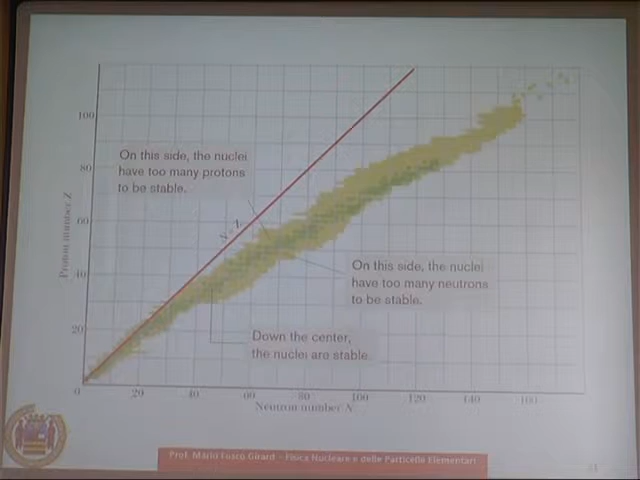 100
On this side, the nuclei
have too many protons
to be stable.
80
60
N = Z
Proton number Z
On this side, the nuclei
have too many neutrons
to be stable.
40
Down the center,
the nuclei are stable.
20
0
20
40
60
80
100
120
140
160
Neutron number N
Prof. Mario Fusco Girard – Fisica Nucleare e delle Particelle Elementari